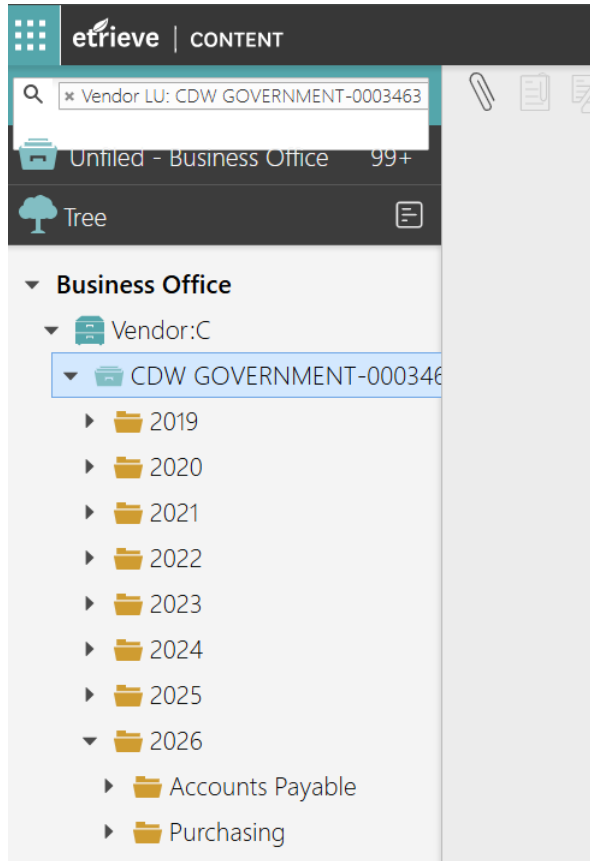 etrieve | CONTENT
× Vendor LU: CDW GOVERNMENT-0003463
Unfiled - Business Office 99+
Tree
Business Office
Vendor:C
CDW GOVERNMENT-000346
2019
2020
2021
2022
2023
2024
2025
2026
Accounts Payable
Purchasing